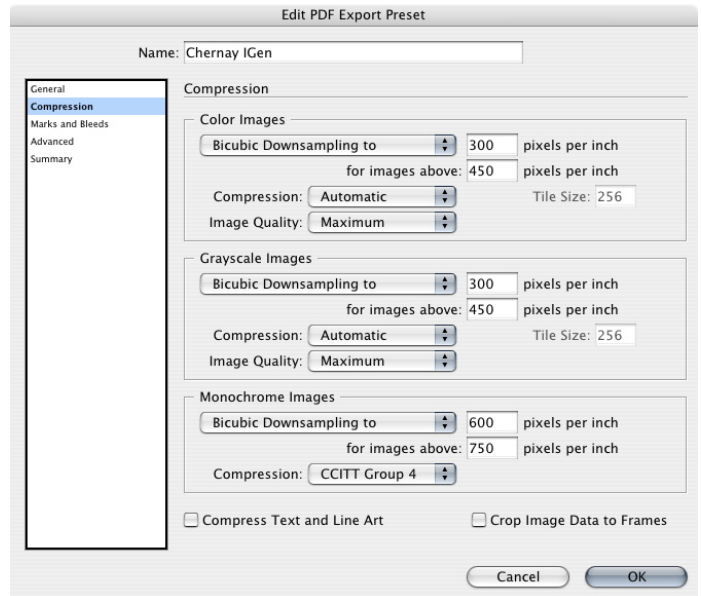 Edit PDF Export Preset
Name: Chernay IGen
General
Compression
Marks and Bleeds
Advanced
Summary
Compression
Color Images
Bicubic Downsampling to 300 pixels per inch
for images above: 450 pixels per inch
Compression: Automatic Tile Size: 256
Image Quality: Maximum
Grayscale Images
Bicubic Downsampling to 300 pixels per inch
for images above: 450 pixels per inch
Compression: Automatic Tile Size: 256
Image Quality: Maximum
Monochrome Images
Bicubic Downsampling to 600 pixels per inch
for images above: 750 pixels per inch
Compression: CCITT Group 4
Compress Text and Line Art Crop Image Data to Frames
Cancel OK